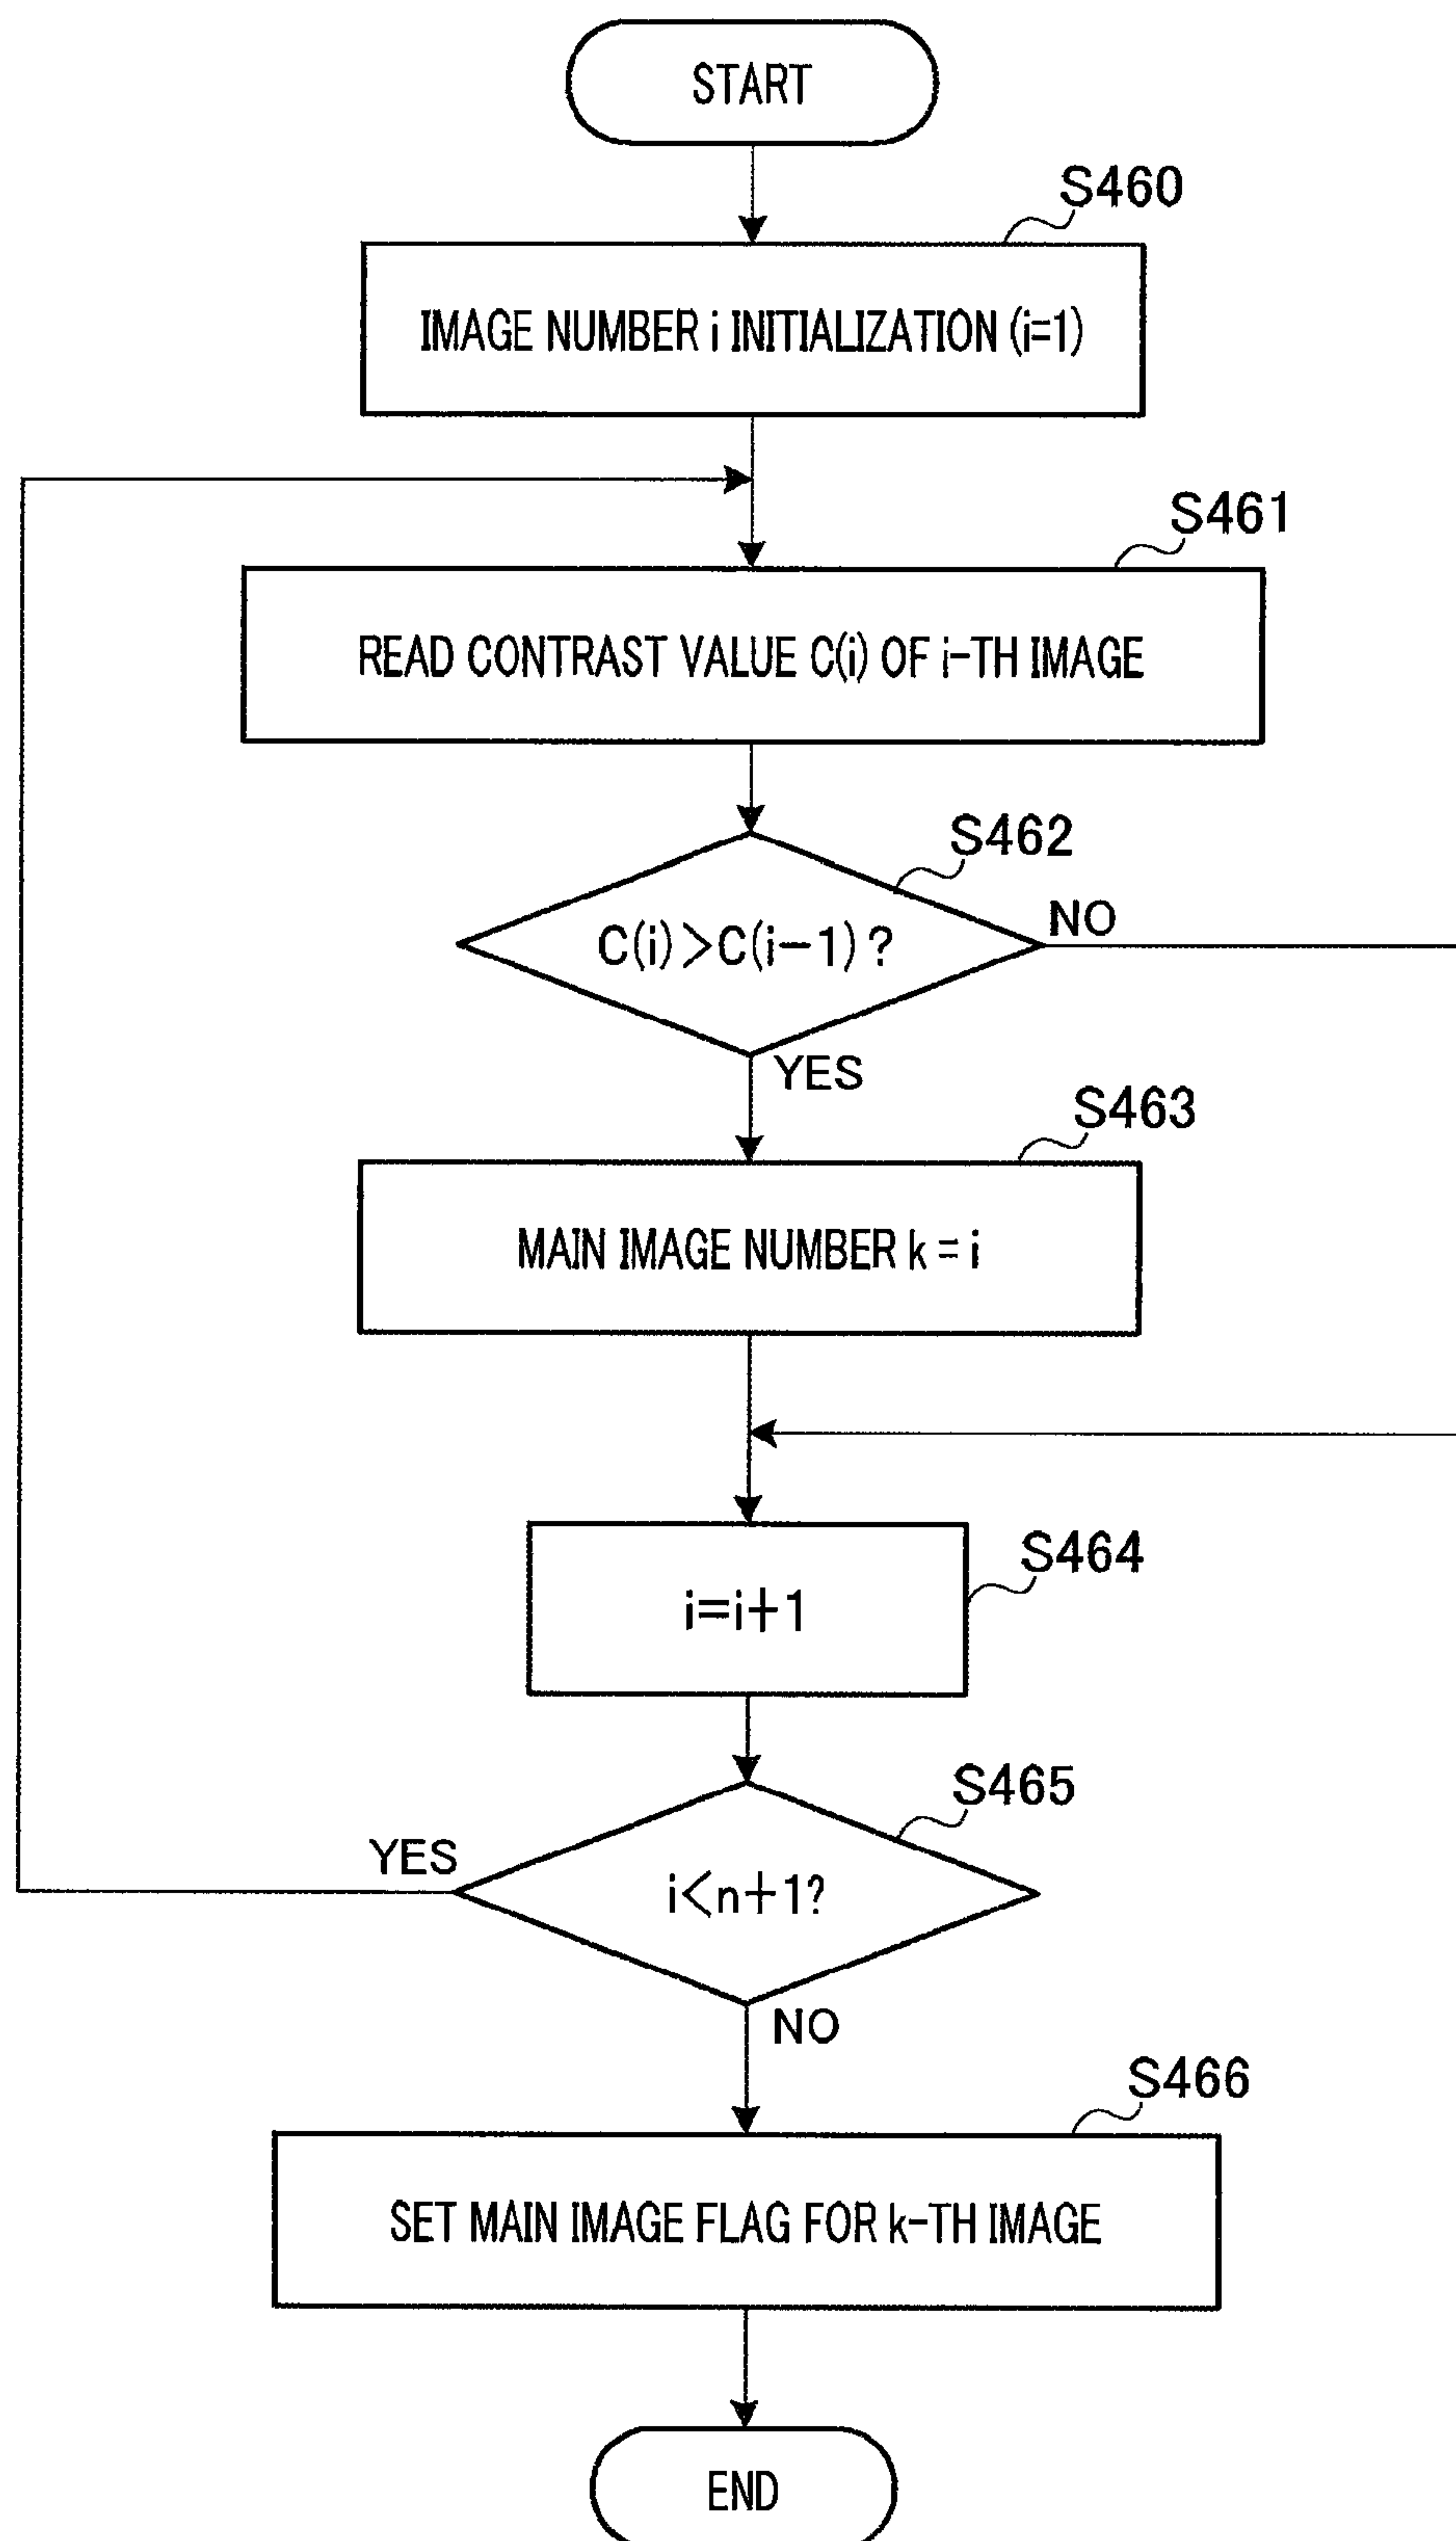 START
S460
IMAGE NUMBER i INITIALIZATION (i=1)
S461
READ CONTRAST VALUE C(i) OF i-TH IMAGE
S462
C(i)>C(i-1)?
NO
YES
S463
MAIN IMAGE NUMBER k = i
S464
i=i+1
S465
YES
i<n+1?
NO
S466
SET MAIN IMAGE FLAG FOR k-TH IMAGE
END